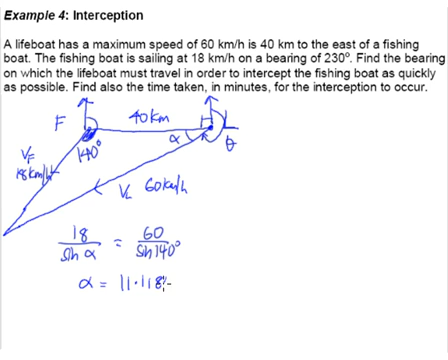 Example 4: Interception
A lifeboat has a maximum speed of 60 km/h is 40 km to the east of a fishing
boat. The fishing boat is sailing at 18 km/h on a bearing of 230°. Find the bearing
on which the lifeboat must travel in order to intercept the fishing boat as quickly
as possible. Find also the time taken, in minutes, for the interception to occur.
F 40km L
α θ
140°
VF
18km/h
VL 60km/h
18 / sin α = 60 / sin 140°
α = 11.118